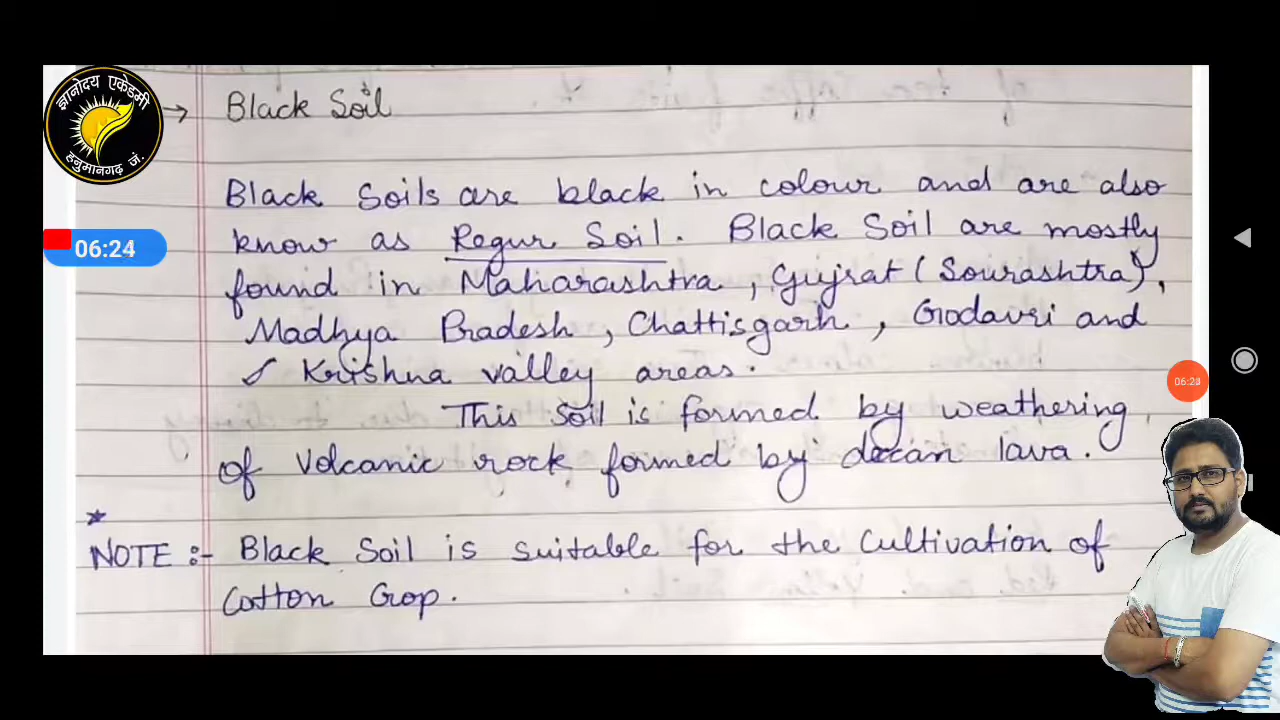 ज्ञानोदय एकेडमी
हनुमानगढ़ जं.
06:24
→ Black Soil
Black Soils are black in colour and are also
know as Regur Soil. Black Soil are mostly
found in Maharashtra, Gujrat (Sourashtra),
Madhya Pradesh, Chattisgarh, Godavri and
Krishna valley areas.
This soil is formed by weathering
of volcanic rock formed by deccan lava.
NOTE :- Black Soil is suitable for the Cultivation of
Cotton Crop.